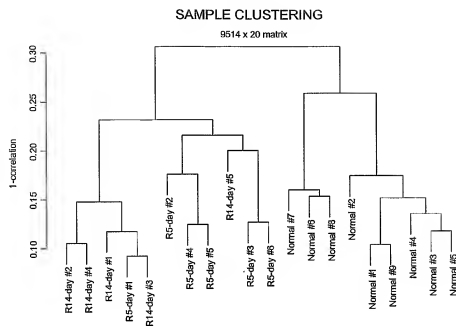 SAMPLE CLUSTERING
9514 x 20 matrix
1-correlation
0.30
0.25
0.20
0.15
0.10
R14-day #2
R14-day #4
R14-day #1
R5-day #1
R14-day #3
R5-day #2
R5-day #4
R5-day #5
R14-day #5
R5-day #3
R5-day #6
Normal #7
Normal #6
Normal #8
Normal #2
Normal #1
Normal #9
Normal #4
Normal #3
Normal #5